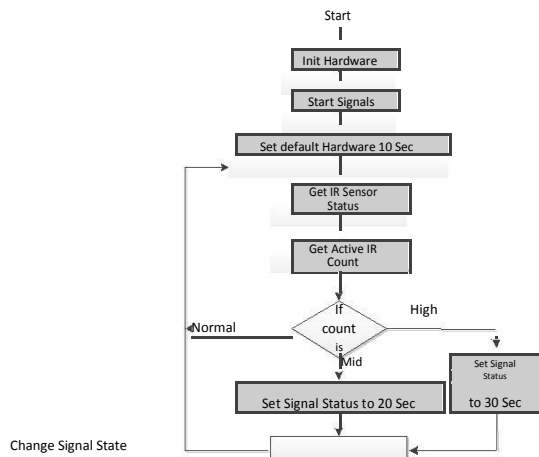 Start
Init Hardware
Start Signals
Set default Hardware 10 Sec
Get IR Sensor
Status
Get Active IR
Count
If
count
is
High
Normal
Mid
Set Signal
Status
to 30 Sec
Set Signal Status to 20 Sec
Change Signal State